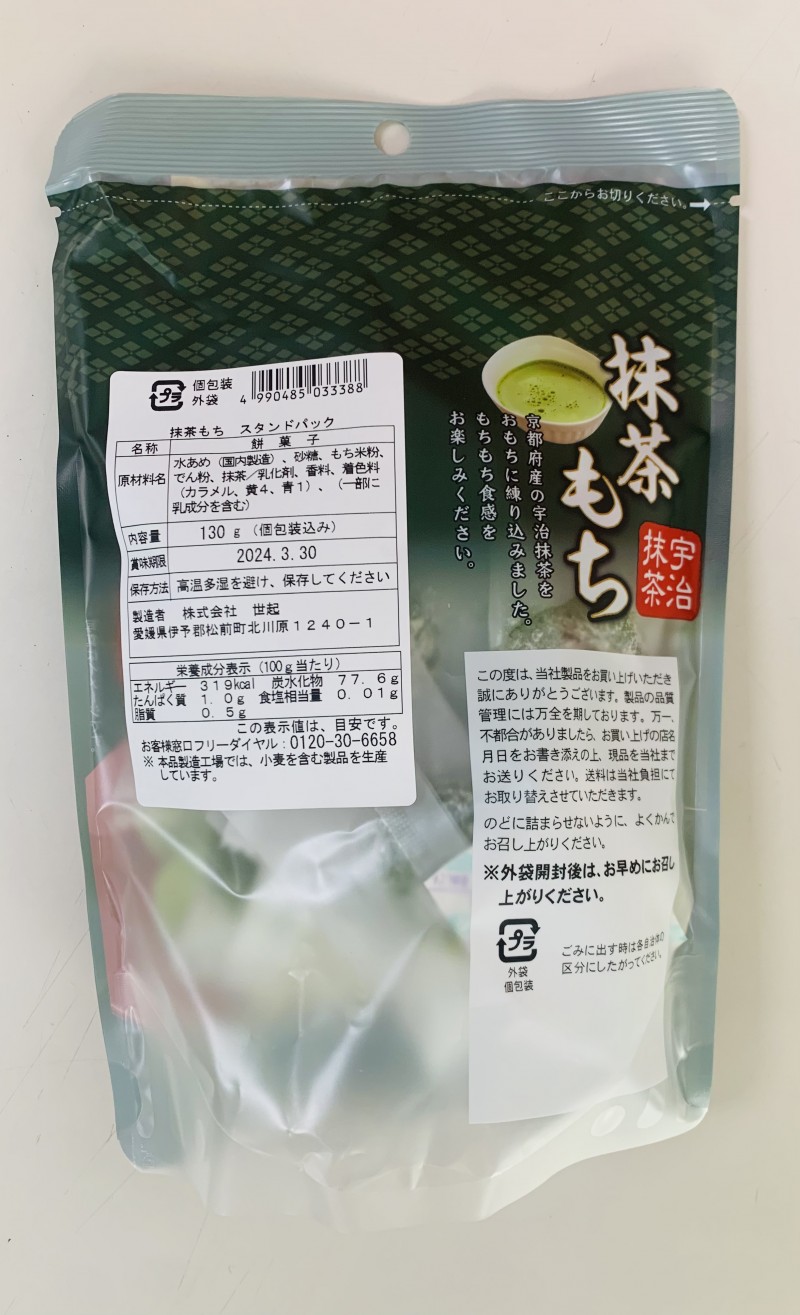 ここからお切りください。
抹茶もち
宇治
抹茶
京都府産の宇治抹茶を
おもちに練り込みました。
もちもち食感を
お楽しみください。
プラ
個包装
外袋
4 990485 033388
抹茶もち スタンドパック
名称 餅菓子
原材料名 水あめ（国内製造）、砂糖、もち米粉、
でん粉、抹茶／乳化剤、香料、着色料
（カラメル、黄４、青１）、（一部に
乳成分を含む）
内容量 130ｇ（個包装込み）
賞味期限 2024.3.30
保存方法 高温多湿を避け、保存してください
製造者 株式会社 世起
愛媛県伊予郡松前町北川原１２４０－１
栄養成分表示（100ｇ当たり）
エネルギー 319kcal 炭水化物 77.6g
たんぱく質 1.0g 食塩相当量 0.01g
脂質 0.5g
この表示値は、目安です。
お客様窓口フリーダイヤル：0120-30-6658
※本品製造工場では、小麦を含む製品を生産
しています。
この度は、当社製品をお買い上げいただき
誠にありがとうございます。製品の品質
管理には万全を期しております。万一、
不都合がありましたら、お買い上げの店名
月日をお書き添えの上、現品を当社まで
お送りください。送料は当社負担にて
お取り替えさせていただきます。
のどに詰まらせないように、よくかんで
お召し上がりください。
※外袋開封後は、お早めにお召し
上がりください。
プラ
外袋
個包装
ごみに出す時は各自治体の
区分にしたがってください。